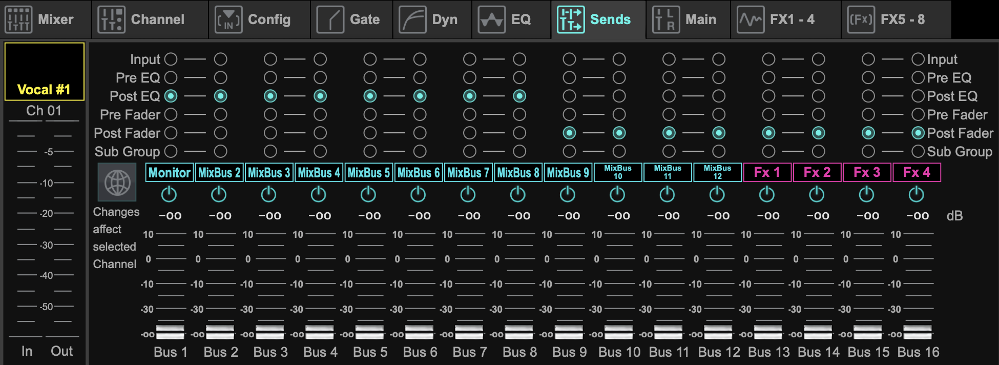 Mixer Channel Config IN Gate Dyn EQ Sends L R Main FX1 - 4 (Fx) FX5 - 8
Vocal #1
Ch 01
-5
-10
-20
-30
-40
-50
In Out
Input Input
Pre EQ Pre EQ
Post EQ Post EQ
Pre Fader Pre Fader
Post Fader Post Fader
Sub Group Sub Group
Monitor MixBus 2 MixBus 3 MixBus 4 MixBus 5 MixBus 6 MixBus 7 MixBus 8 MixBus 9 MixBus 10 MixBus 11 MixBus 12 Fx 1 Fx 2 Fx 3 Fx 4
Changes
affect
selected
Channel
-oo -oo -oo -oo -oo -oo -oo -oo -oo -oo -oo -oo -oo -oo -oo -oo dB
10 10 10 10 10 10 10 10 10 10 10 10 10 10 10 10
0 0 0 0 0 0 0 0 0 0 0 0 0 0 0 0
-10 -10 -10 -10 -10 -10 -10 -10 -10 -10 -10 -10 -10 -10 -10 -10
-30 -30 -30 -30 -30 -30 -30 -30 -30 -30 -30 -30 -30 -30 -30 -30
-oo -oo -oo -oo -oo -oo -oo -oo -oo -oo -oo -oo -oo -oo -oo -oo
Bus 1 Bus 2 Bus 3 Bus 4 Bus 5 Bus 6 Bus 7 Bus 8 Bus 9 Bus 10 Bus 11 Bus 12 Bus 13 Bus 14 Bus 15 Bus 16